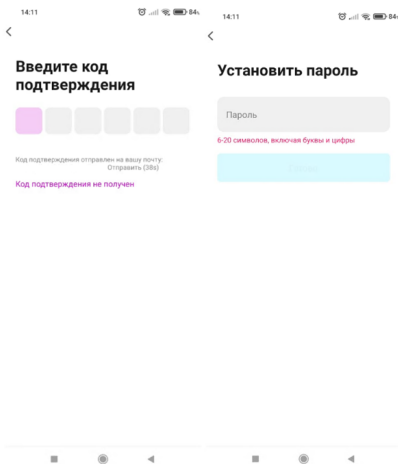 14:11
84
Введите код
подтверждения
Код подтверждения отправлен на вашу почту.
Отправить (38s)
Код подтверждения не получен
14:11
84
Установить пароль
Пароль
6-20 символов, включая буквы и цифры